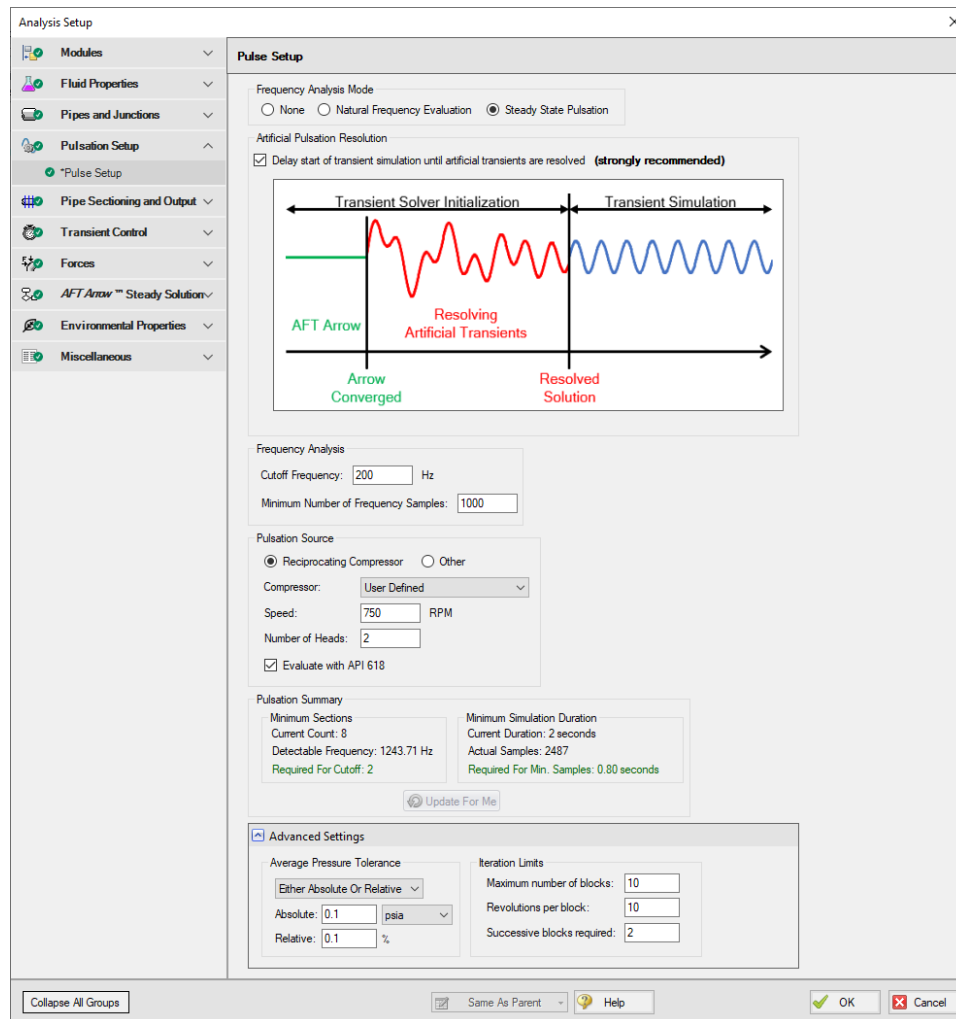 Analysis Setup
Modules
Fluid Properties
Pipes and Junctions
Pulsation Setup
*Pulse Setup
Pipe Sectioning and Output
Transient Control
Forces
AFT Arrow ™ Steady Solution
Environmental Properties
Miscellaneous
Pulse Setup
Frequency Analysis Mode
None Natural Frequency Evaluation Steady State Pulsation
Artificial Pulsation Resolution
Delay start of transient simulation until artificial transients are resolved (strongly recommended)
Transient Solver Initialization Transient Simulation
AFT Arrow
Resolving
Artificial Transients
Arrow
Converged
Resolved
Solution
Frequency Analysis
Cutoff Frequency: 200 Hz
Minimum Number of Frequency Samples: 1000
Pulsation Source
Reciprocating Compressor Other
Compressor: User Defined
Speed: 750 RPM
Number of Heads: 2
Evaluate with API 618
Pulsation Summary
Minimum Sections
Current Count: 8
Detectable Frequency: 1243.71 Hz
Required For Cutoff: 2
Minimum Simulation Duration
Current Duration: 2 seconds
Actual Samples: 2487
Required For Min. Samples: 0.80 seconds
Update For Me
Advanced Settings
Average Pressure Tolerance
Either Absolute Or Relative
Absolute: 0.1 psia
Relative: 0.1 %
Iteration Limits
Maximum number of blocks: 10
Revolutions per block: 10
Successive blocks required: 2
Collapse All Groups
Same As Parent
Help
OK
Cancel